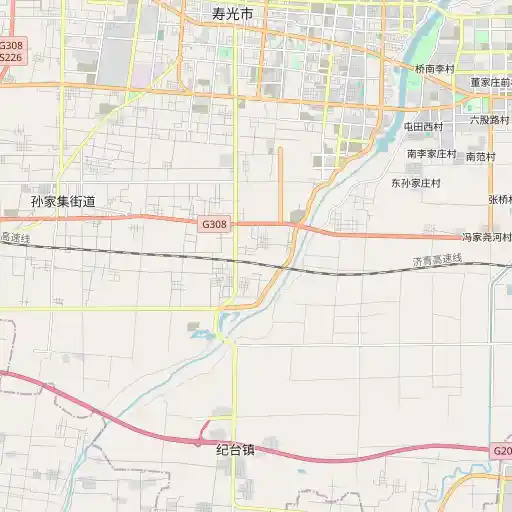 寿光市
G308
S226
桥南李村
董家庄前
六股路村
屯田西村
南李家庄村
南范村
东孙家庄村
孙家集街道
张桥
G308
高速线
冯家尧河村
济青高速线
纪台镇
G20